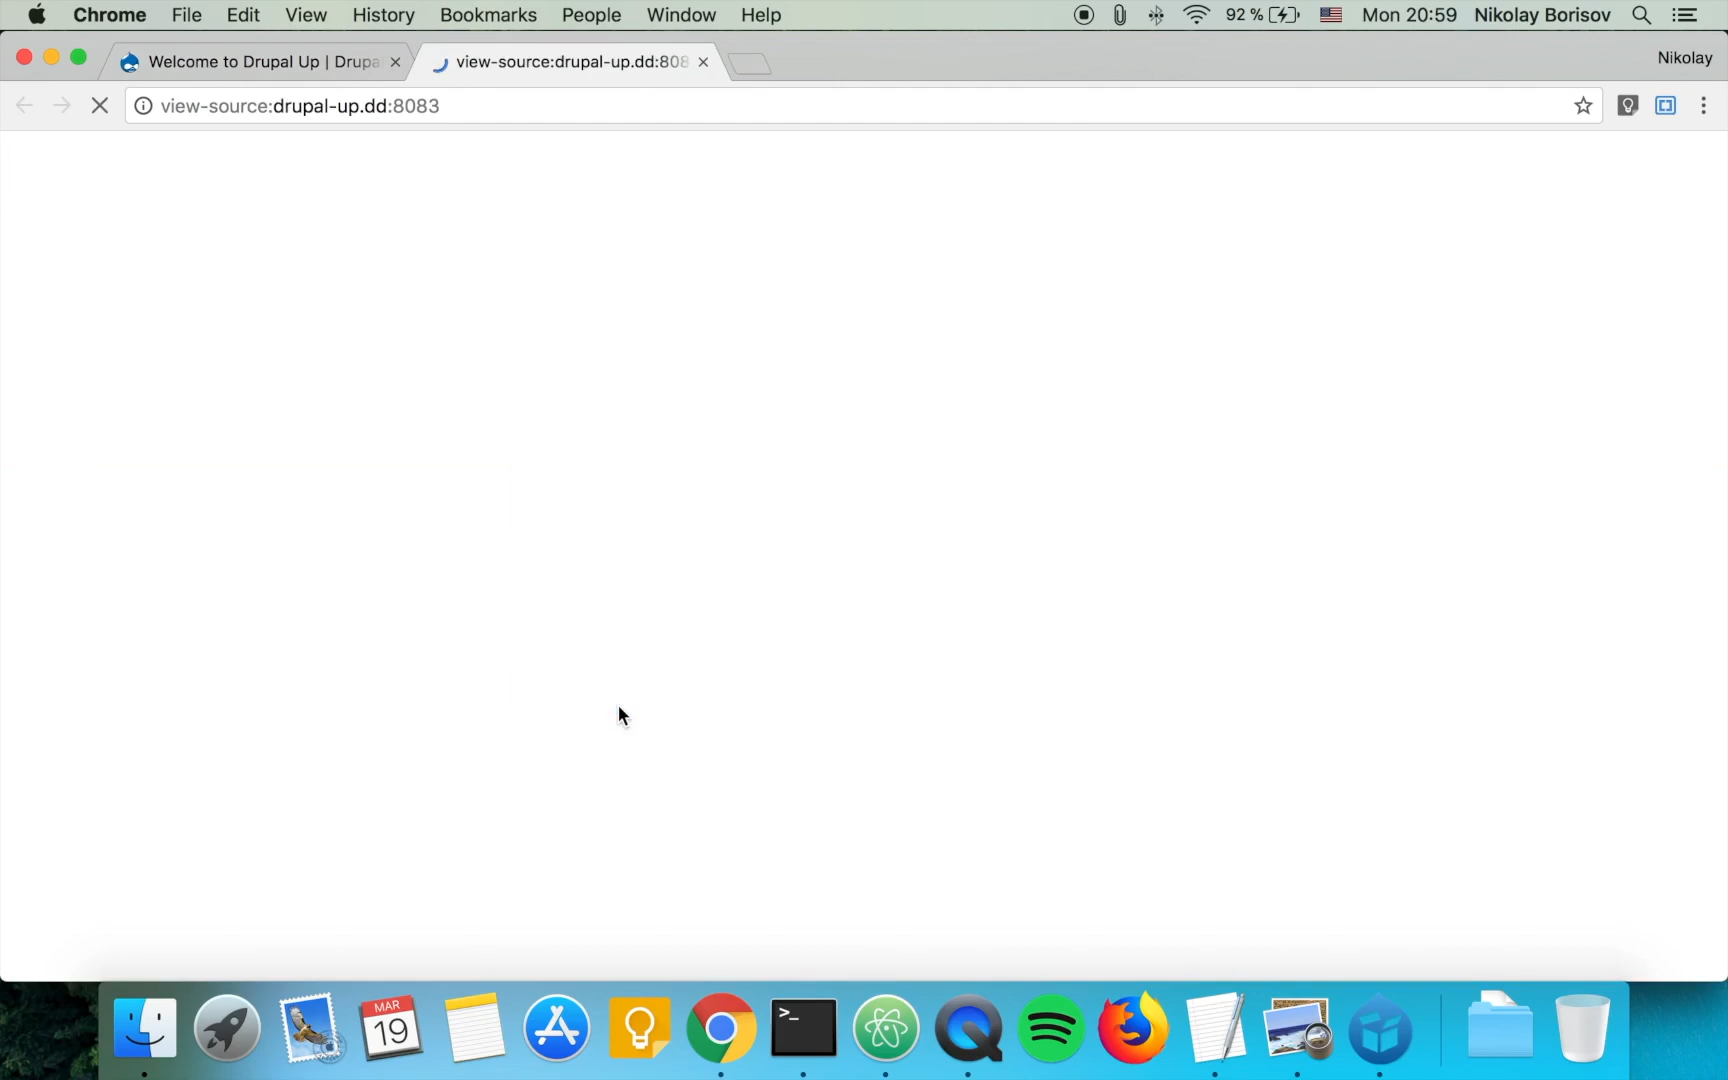 Chrome File Edit View History Bookmarks People Window Help 92 % Mon 20:59 Nikolay Borisov
Welcome to Drupal Up | Drupa view-source:drupal-up.dd:808 Nikolay
view-source:drupal-up.dd:8083
MAR
19
>_